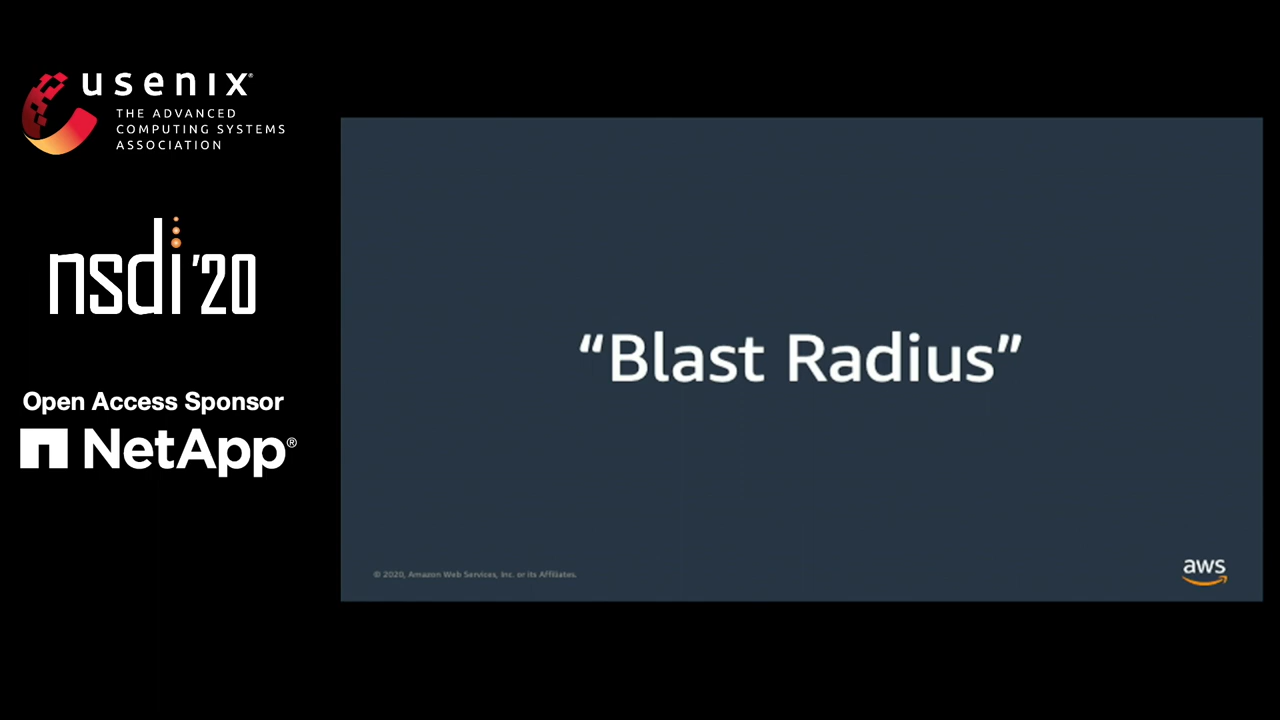 usenix®
THE ADVANCED
COMPUTING SYSTEMS
ASSOCIATION
nsdi '20
Open Access Sponsor
NetApp®
“Blast Radius”
© 2020, Amazon Web Services, Inc. or its Affiliates.
aws